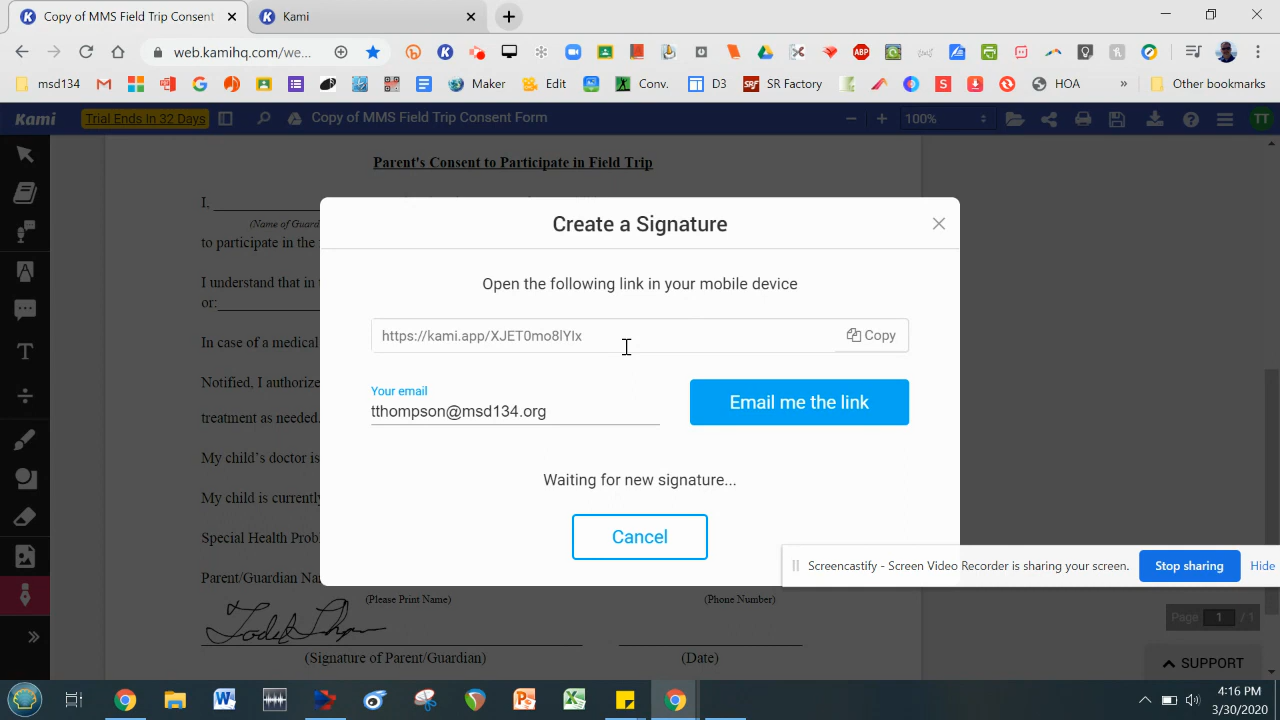 Copy of MMS Field Trip Consent
Kami
web.kamihq.com/we...
ABP
msd134
Maker
Edit
Conv.
D3
SR Factory
S
HOA
»
Other bookmarks
Kami
Trial Ends In 32 Days
Copy of MMS Field Trip Consent Form
100%
TT
Parent's Consent to Participate in Field Trip
I,
(Name of Guardi
to participate in the
I understand that in t
or:
In case of a medical
Notified, I authorize
treatment as needed.
My child's doctor is
My child is currently
Special Health Prob
Parent/Guardian Na
(Please Print Name)
(Phone Number)
(Signature of Parent/Guardian)
(Date)
Create a Signature
Open the following link in your mobile device
https://kami.app/XJET0mo8lYIx
Copy
Your email
tthompson@msd134.org
Email me the link
Waiting for new signature...
Cancel
Screencastify - Screen Video Recorder is sharing your screen.
Stop sharing
Hide
Page 1 / 1
SUPPORT
4:16 PM
3/30/2020